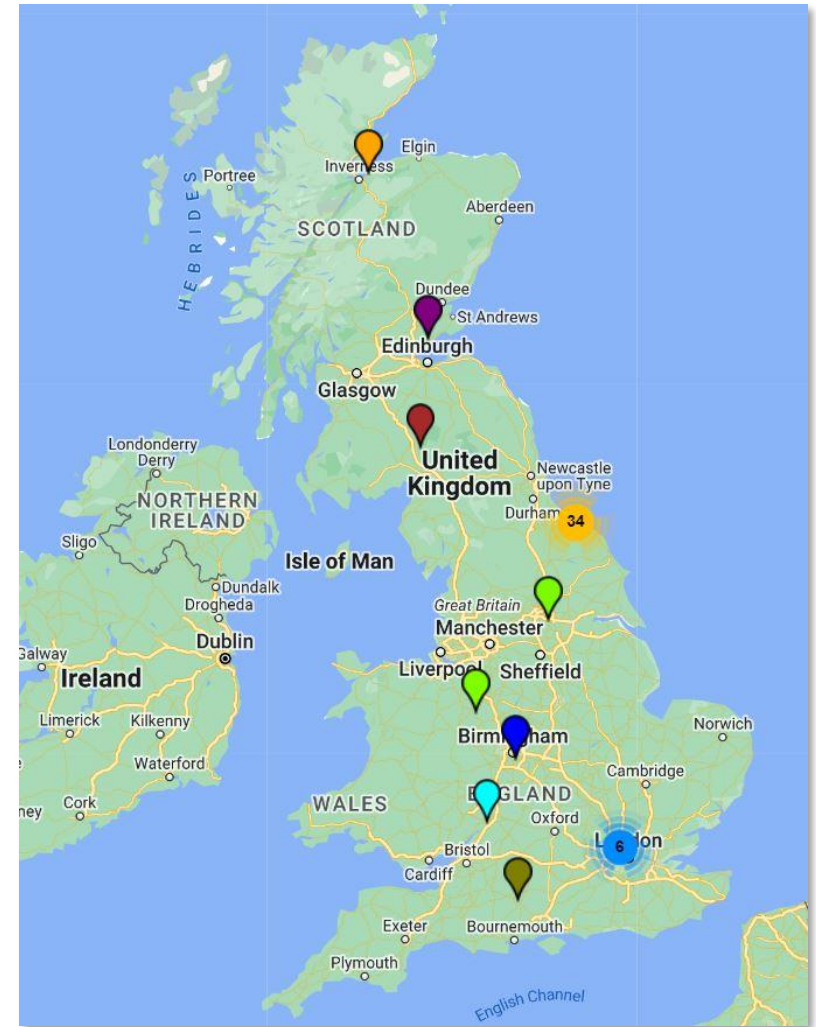 Elgin
Inverness
Portree
HEBRIDES
Aberdeen
SCOTLAND
Dundee
St Andrews
Edinburgh
Glasgow
Londonderry
Derry
United
Kingdom
Newcastle
upon Tyne
NORTHERN
IRELAND
Durham
34
Sligo
Isle of Man
Dundalk
Drogheda
Great Britain
Manchester
Dublin
Galway
Liverpool
Sheffield
Ireland
Limerick
Kilkenny
Norwich
Birmingham
Waterford
Cambridge
WALES
ENGLAND
Cork
ney
Oxford
London
6
Bristol
Cardiff
Exeter
Bournemouth
Plymouth
English Channel